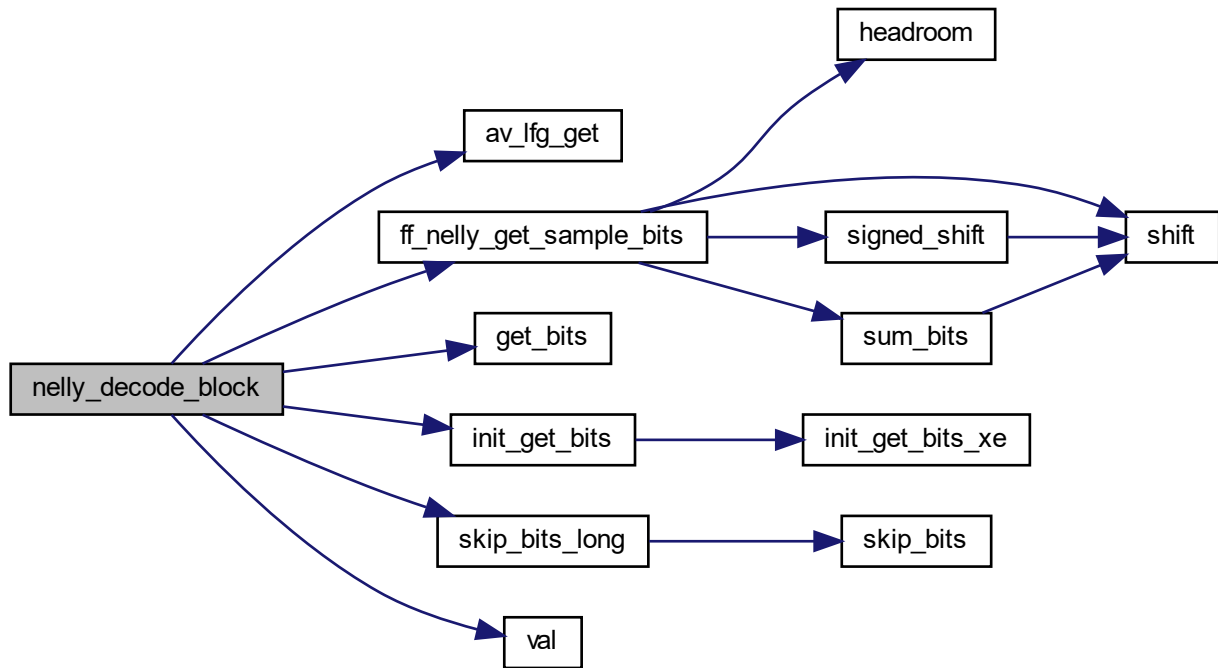 headroom
av_lfg_get
ff_nelly_get_sample_bits
signed_shift
shift
get_bits
sum_bits
nelly_decode_block
init_get_bits
init_get_bits_xe
skip_bits_long
skip_bits
val